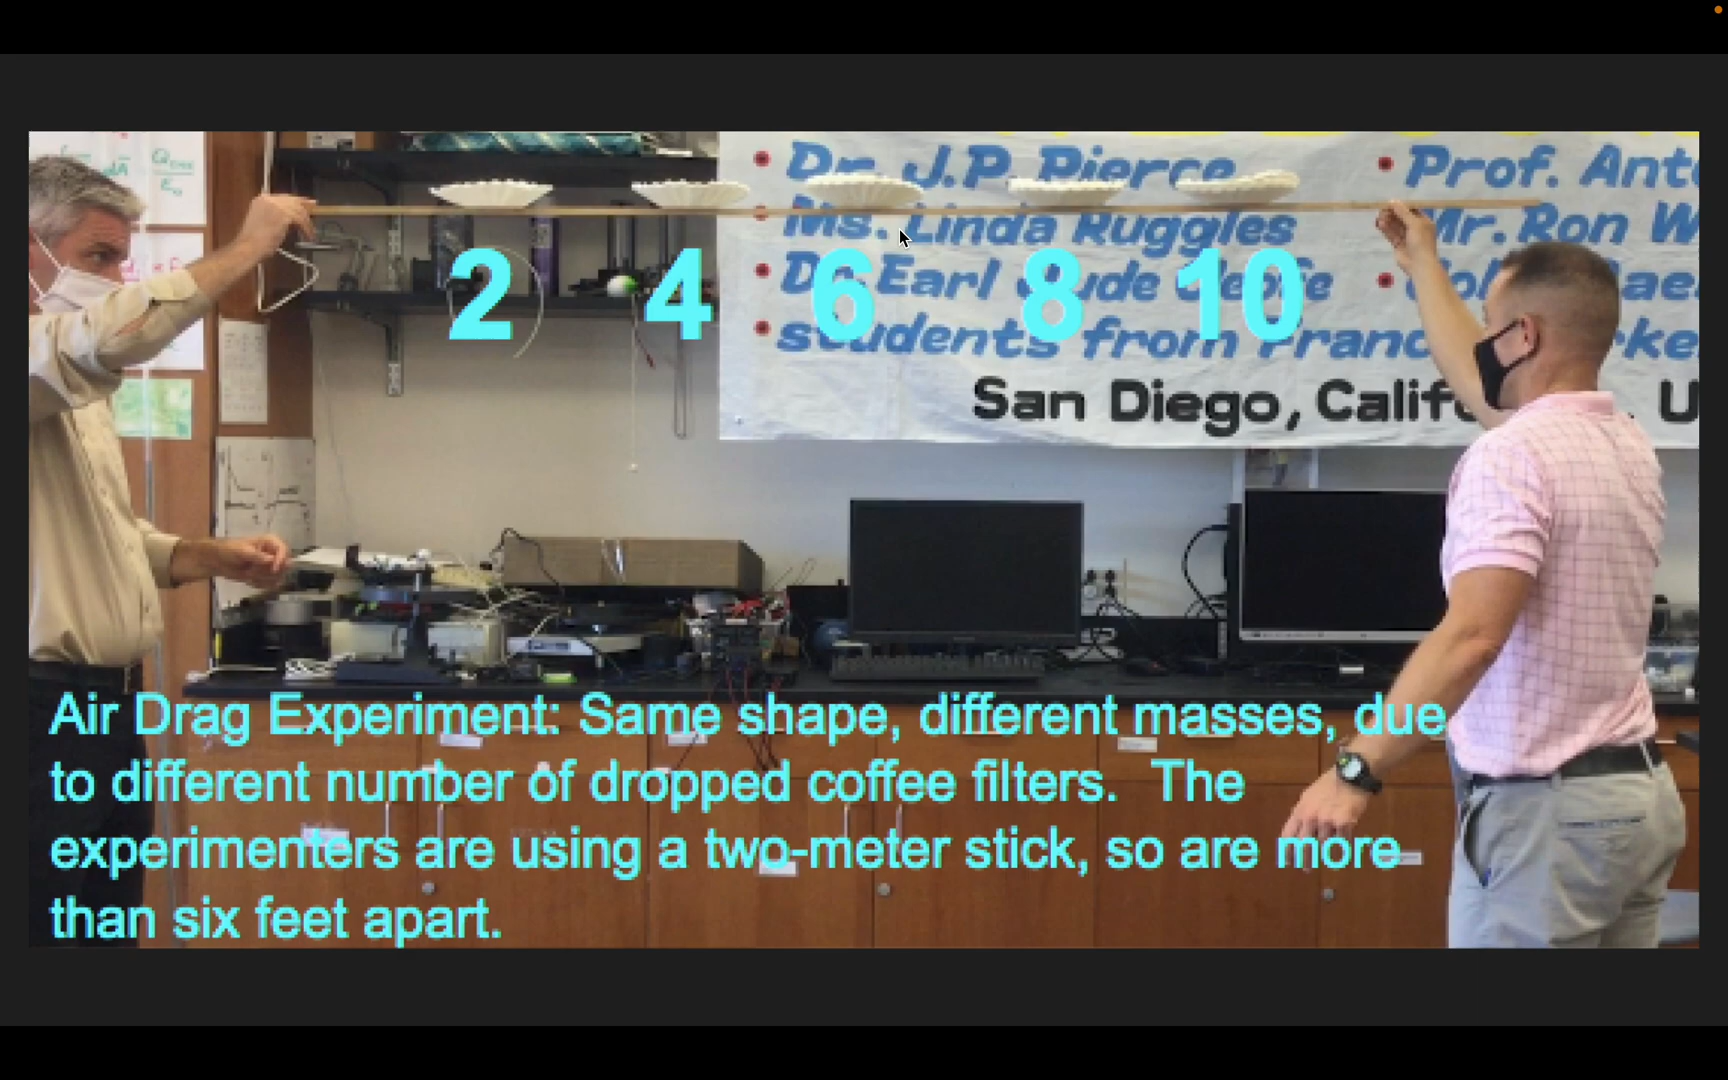 Dr. J.P. Pierce
Prof. Ant
Ms. Linda Ruggles
Mr. Ron W
Dr. Earl
students from
San Diego, Calif
U
2 4 6 8 10
Air Drag Experiment: Same shape, different masses, due
to different number of dropped coffee filters. The
experimenters are using a two-meter stick, so are more
than six feet apart.